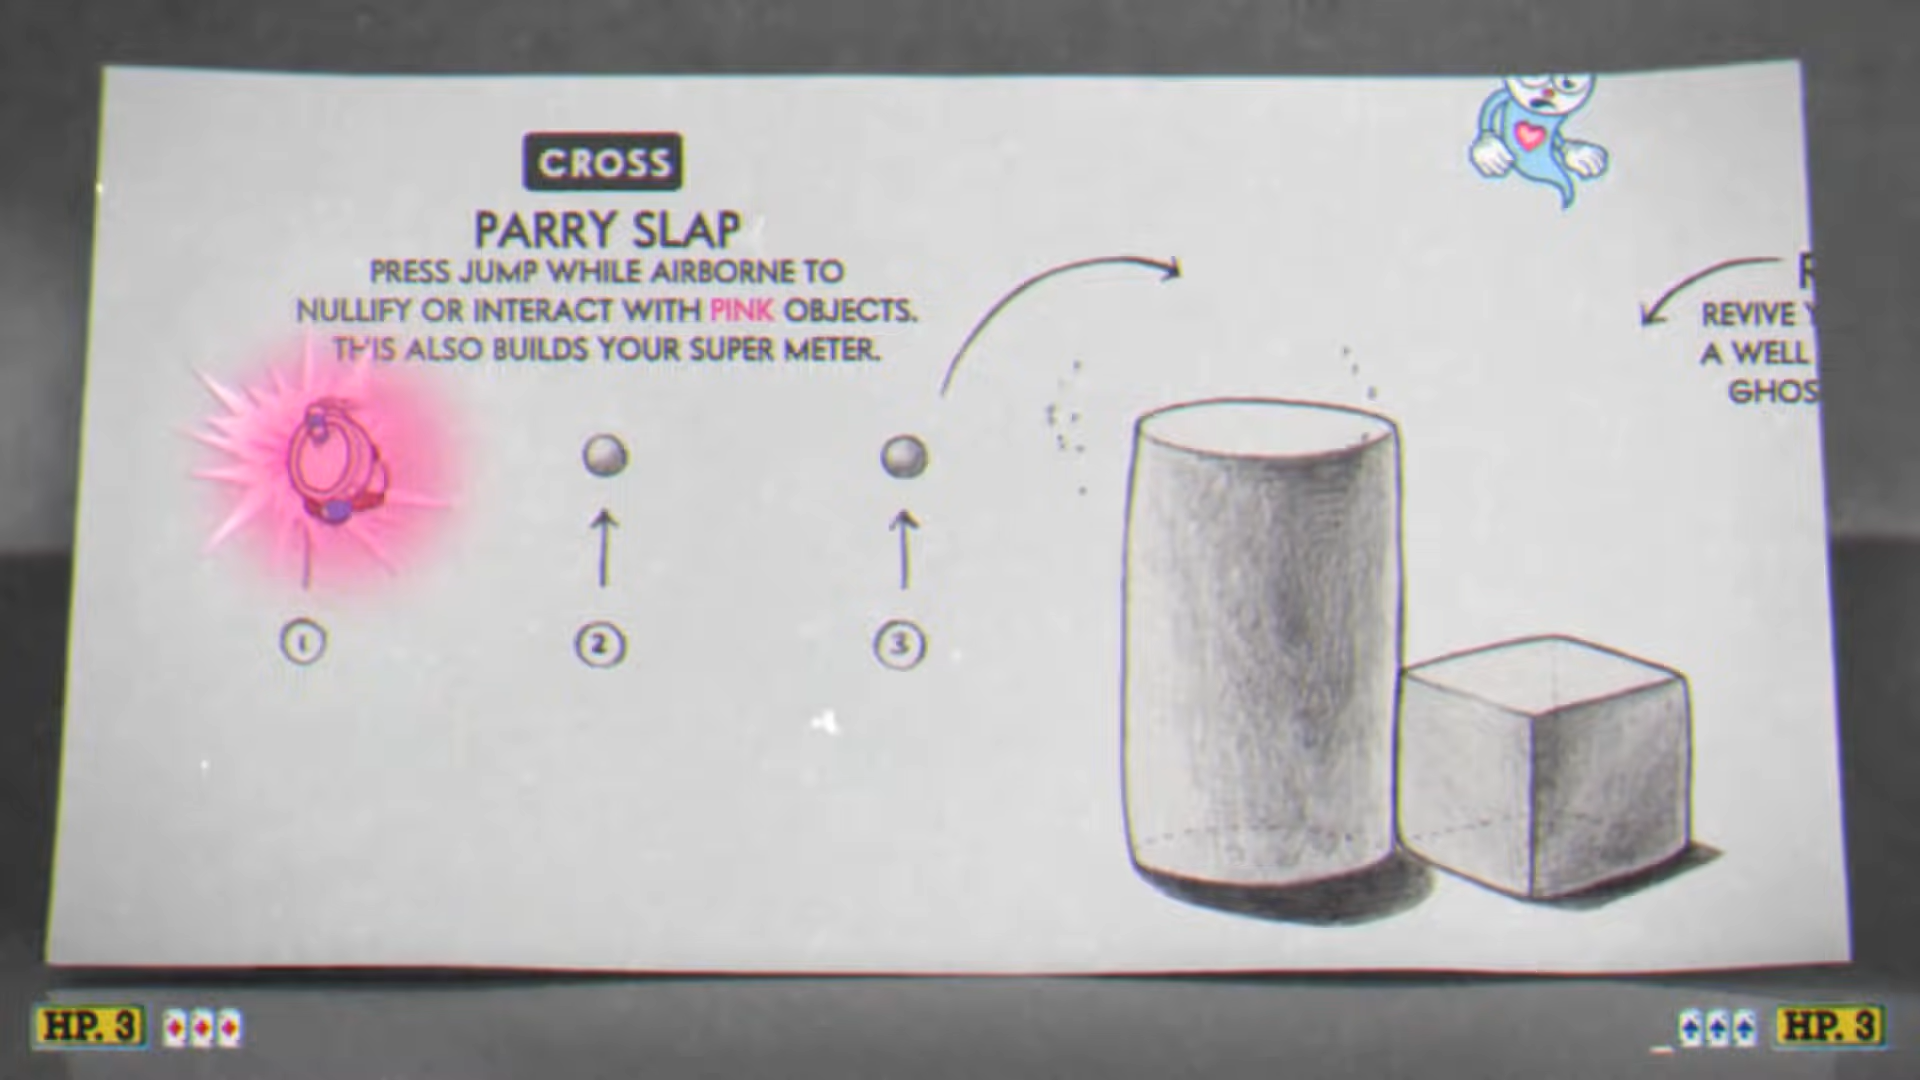 CROSS
PARRY SLAP
PRESS JUMP WHILE AIRBORNE TO
NULLIFY OR INTERACT WITH PINK OBJECTS.
THIS ALSO BUILDS YOUR SUPER METER.
REVIVE
A WELL
GHOS
1
2
3
HP. 3
HP. 3